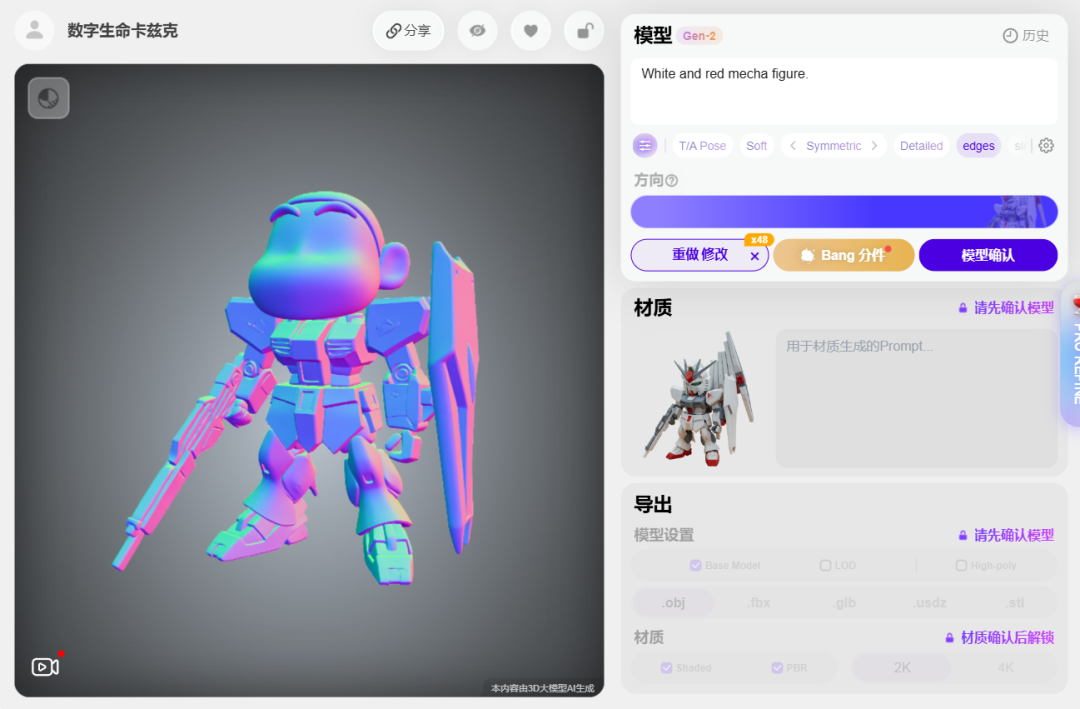 数字生命卡兹克
分享
本内容由3D大模型AI生成
模型 Gen-2
历史
White and red mecha figure.
T/A Pose
Soft
Symmetric
Detailed
edges
方向
重做 修改
x48
Bang 分件
模型确认
材质
请先确认模型
用于材质生成的Prompt...
导出
模型设置
请先确认模型
Base Model
LOD
High-poly
.obj
.fbx
.glb
.usdz
.stl
材质
材质确认后解锁
Shaded
PBR
2K
4K